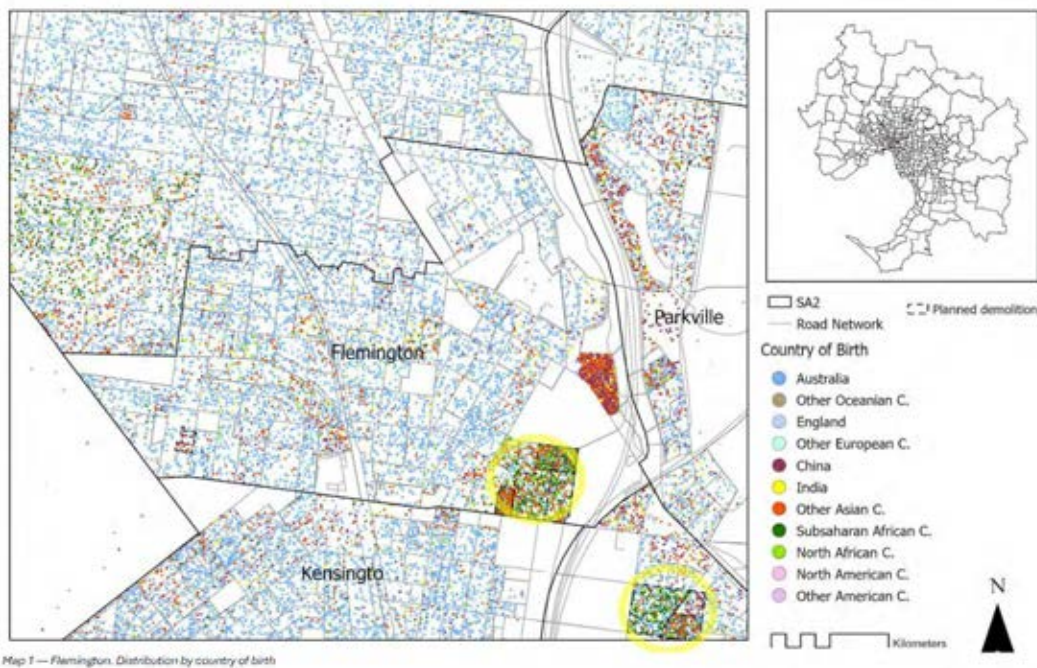 Flemington
Parkville
Kensingto
SA2
Planned demolition
Road Network
Country of Birth
Australia
Other Oceanian C.
England
Other European C.
China
India
Other Asian C.
Subsaharan African C.
North African C.
North American C.
Other American C.
N
Kilometers
Map 1 — Flemington. Distribution by country of birth